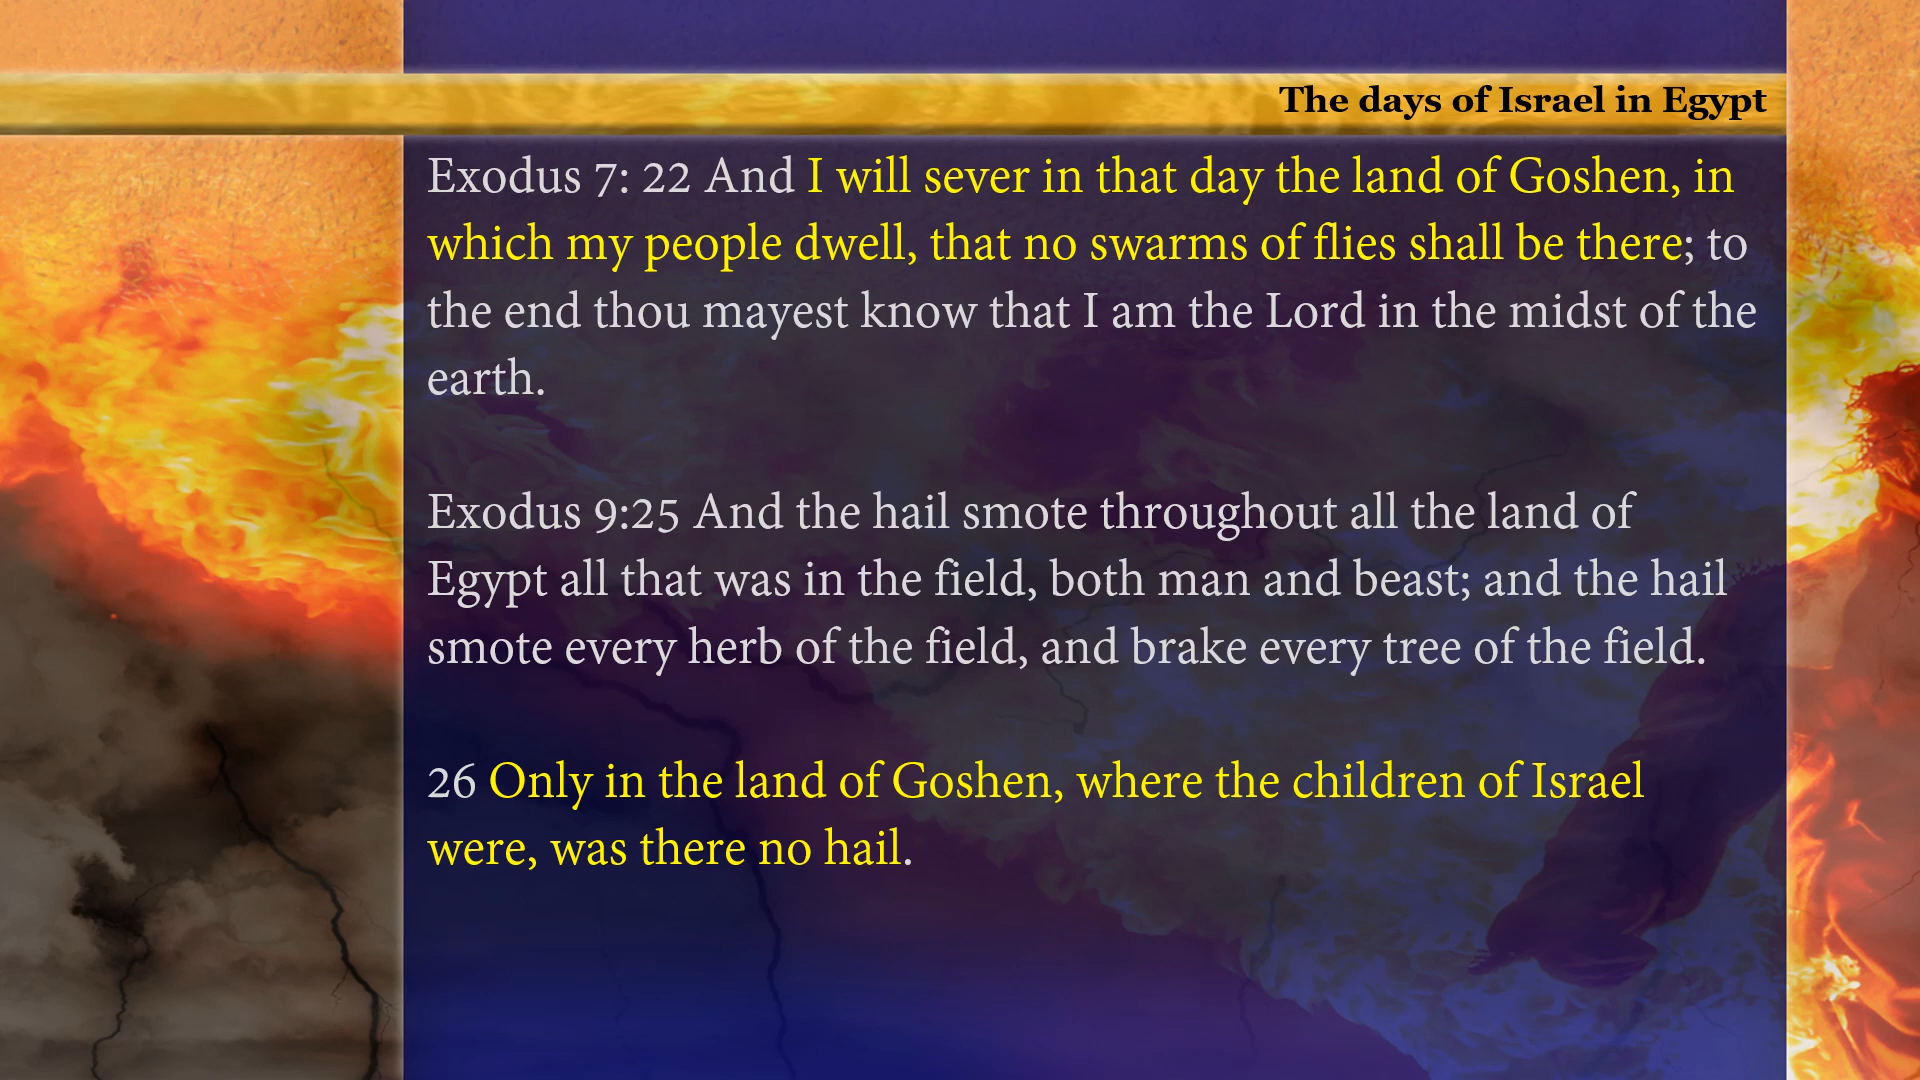 The days of Israel in Egypt
Exodus 7: 22 And I will sever in that day the land of Goshen, in
which my people dwell, that no swarms of flies shall be there; to
the end thou mayest know that I am the Lord in the midst of the
earth.
Exodus 9:25 And the hail smote throughout all the land of
Egypt all that was in the field, both man and beast; and the hail
smote every herb of the field, and brake every tree of the field.
26 Only in the land of Goshen, where the children of Israel
were, was there no hail.